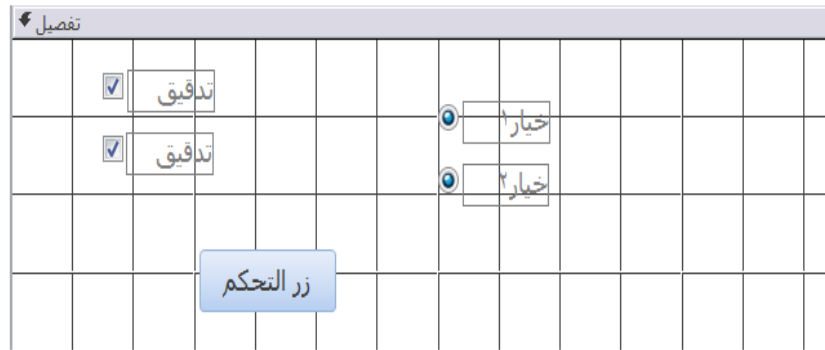 تفصيل
تدقيق
خيار١
تدقيق
خيار٢
زر التحكم